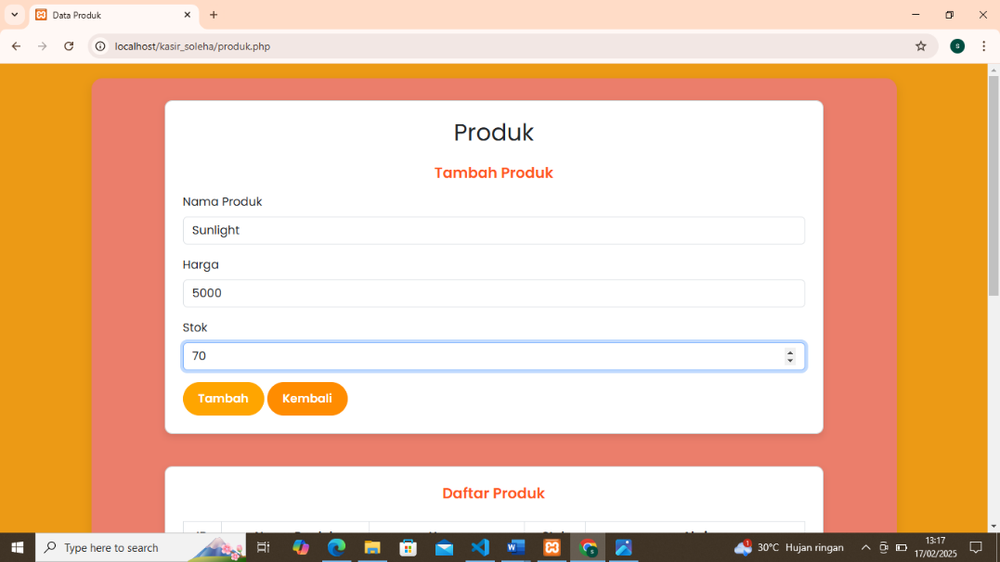 Data Produk
localhost/kasir_soleha/produk.php
S
Produk
Tambah Produk
Nama Produk
Sunlight
Harga
5000
Stok
70
Tambah Kembali
Daftar Produk
Type here to search
30°C Hujan ringan
13:17
17/02/2025